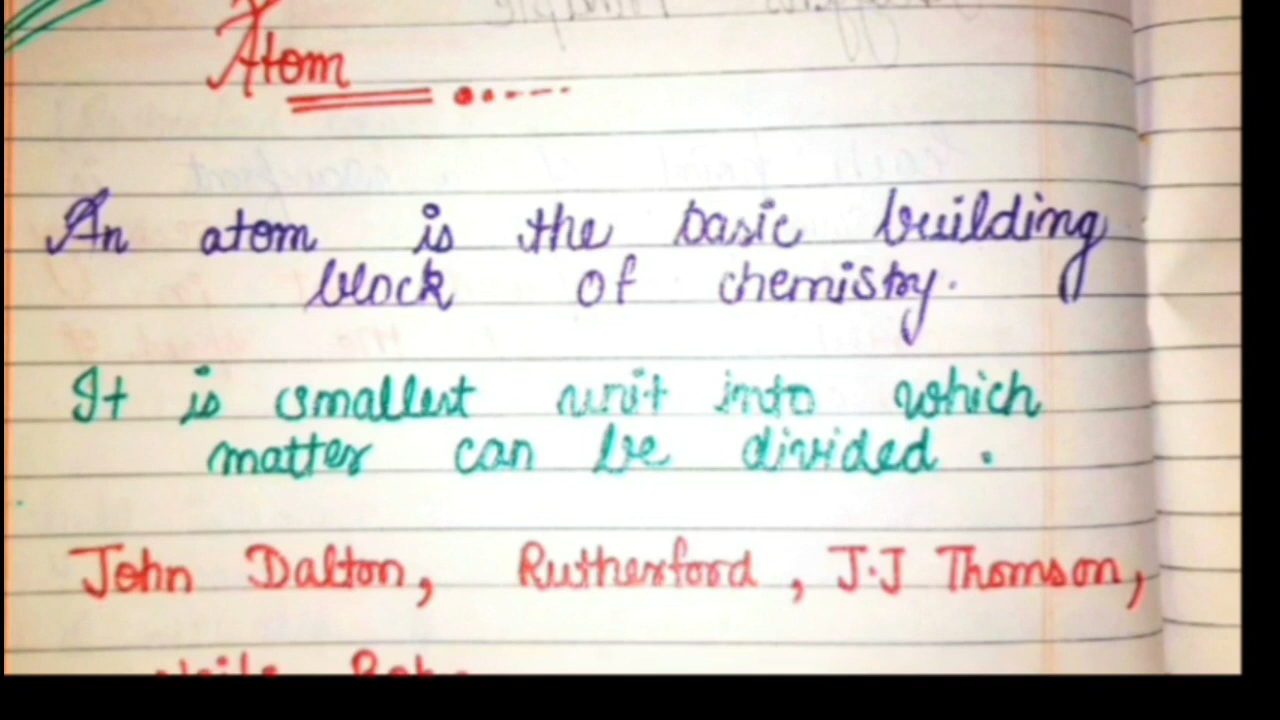 Atom
An atom is the basic building
block of chemistry.
It is smallest unit into which
matter can be divided.
John Dalton, Rutherford, J.J Thomson,